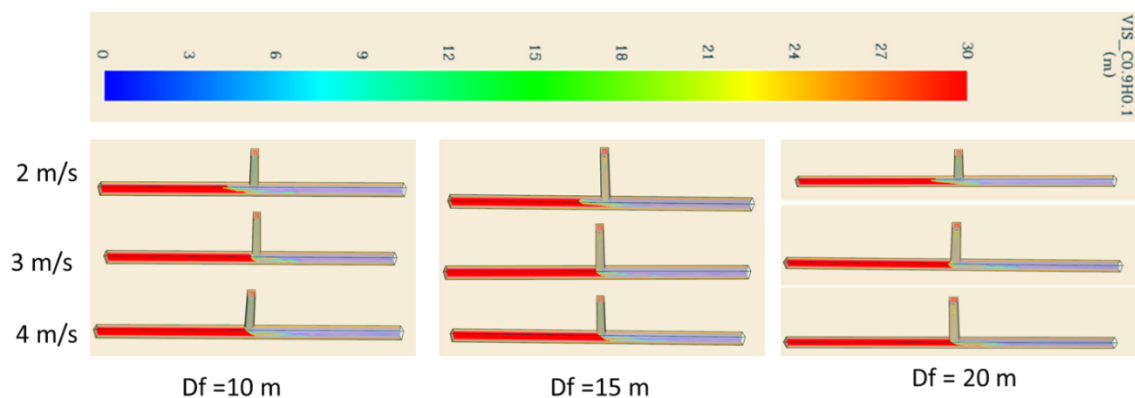 0 3 6 9 12 15 18 21 24 27 30
VIS_C0.9H0.1
(m)
2 m/s
3 m/s
4 m/s
Df =10 m
Df =15 m
Df = 20 m